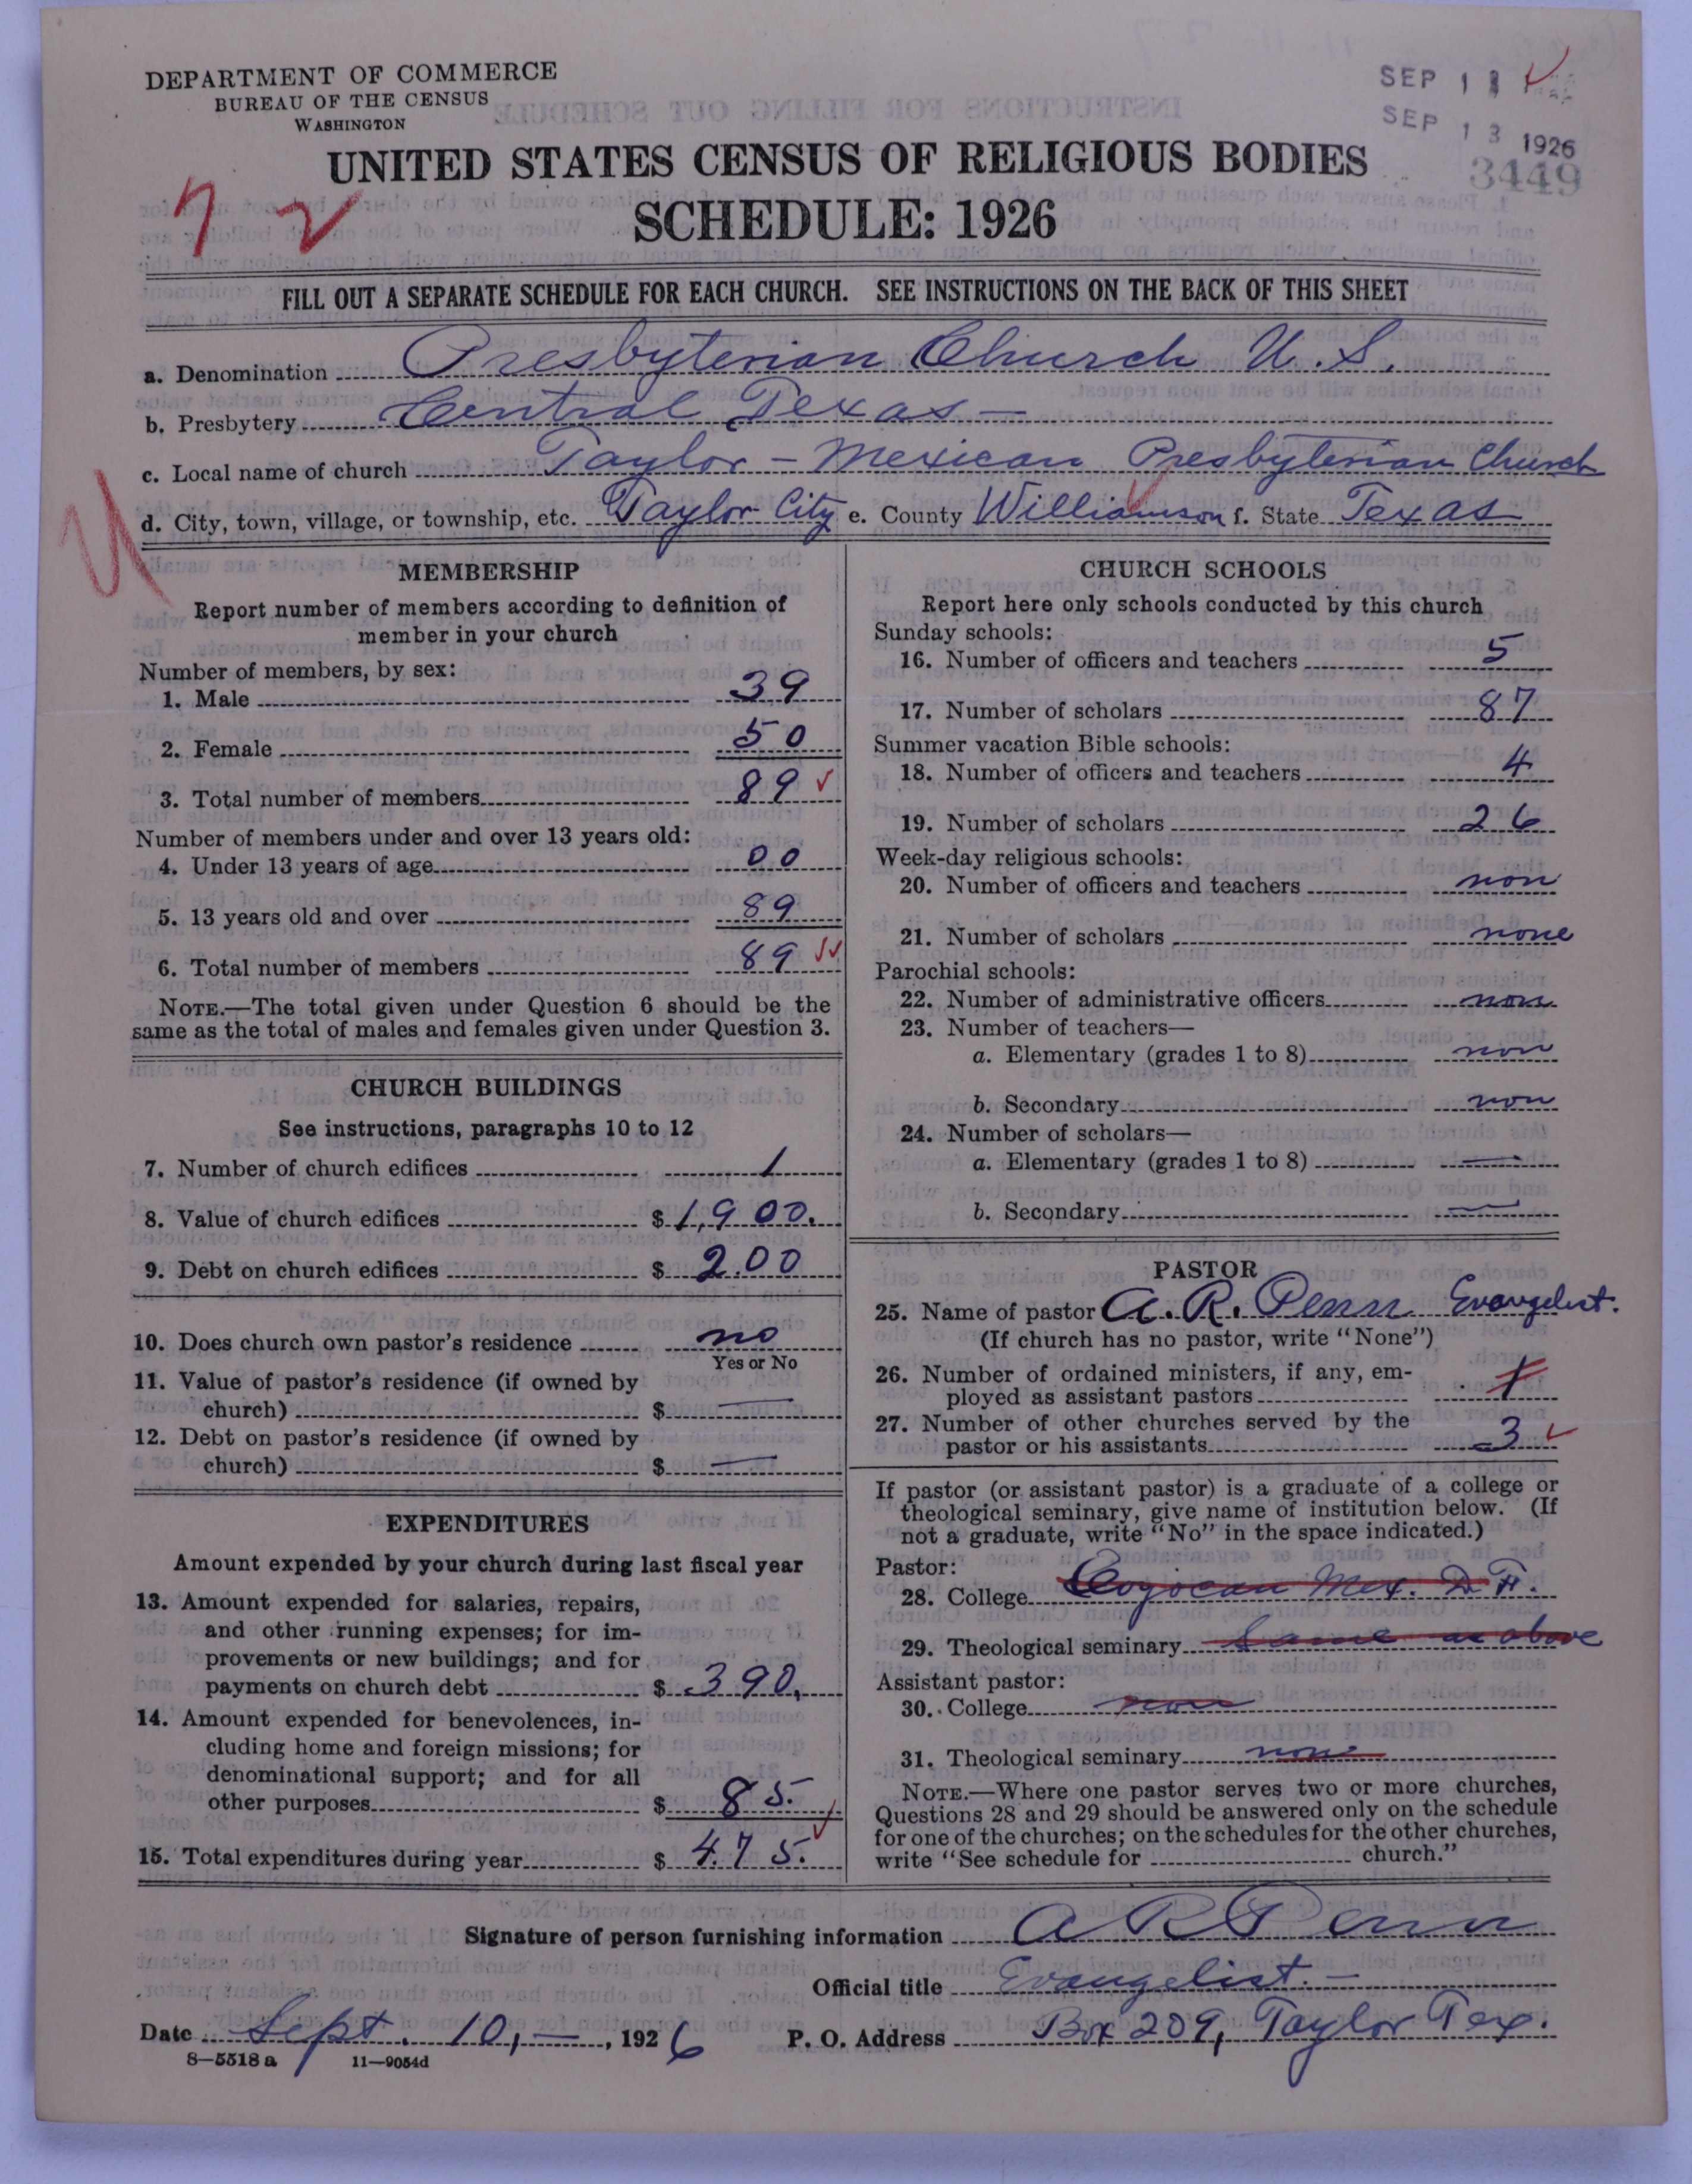 DEPARTMENT OF COMMERCE
BUREAU OF THE CENSUS
WASHINGTON
SEP 1
SEP 13 1926
3449
UNITED STATES CENSUS OF RELIGIOUS BODIES
SCHEDULE: 1926
7 2
FILL OUT A SEPARATE SCHEDULE FOR EACH CHURCH. SEE INSTRUCTIONS ON THE BACK OF THIS SHEET
a. Denomination Presbyterian Church U. S.
b. Presbytery Central Texas —
c. Local name of church Taylor - Mexican Presbyterian Church
d. City, town, village, or township, etc. Taylor City e. County Williamson f. State Texas
U
MEMBERSHIP
Report number of members according to definition of
member in your church
Number of members, by sex:
1. Male 39
2. Female 50
3. Total number of members 89 ✓
Number of members under and over 13 years old:
4. Under 13 years of age 00
5. 13 years old and over 89
6. Total number of members 89 ✓✓
NOTE.—The total given under Question 6 should be the
same as the total of males and females given under Question 3.
CHURCH BUILDINGS
See instructions, paragraphs 10 to 12
7. Number of church edifices 1
8. Value of church edifices $ 1,900.
9. Debt on church edifices $ 2.00
10. Does church own pastor's residence no
Yes or No
11. Value of pastor's residence (if owned by
church) $ —
12. Debt on pastor's residence (if owned by
church) $ —
EXPENDITURES
Amount expended by your church during last fiscal year
13. Amount expended for salaries, repairs,
and other running expenses; for im-
provements or new buildings; and for
payments on church debt $ 390.
14. Amount expended for benevolences, in-
cluding home and foreign missions; for
denominational support; and for all
other purposes $ 85.
15. Total expenditures during year $ 475. ✓
CHURCH SCHOOLS
Report here only schools conducted by this church
Sunday schools:
16. Number of officers and teachers 5
17. Number of scholars 87
Summer vacation Bible schools:
18. Number of officers and teachers 4
19. Number of scholars 26
Week-day religious schools:
20. Number of officers and teachers non
21. Number of scholars none
Parochial schools:
22. Number of administrative officers non
23. Number of teachers—
a. Elementary (grades 1 to 8) non
b. Secondary non
24. Number of scholars—
a. Elementary (grades 1 to 8) —
b. Secondary —
PASTOR
25. Name of pastor A. R. Penn Evangelist.
(If church has no pastor, write "None")
26. Number of ordained ministers, if any, em-
ployed as assistant pastors 1
27. Number of other churches served by the
pastor or his assistants 3 ✓
If pastor (or assistant pastor) is a graduate of a college or
theological seminary, give name of institution below. (If
not a graduate, write "No" in the space indicated.)
Pastor:
28. College Coyocan Mex. D. F.
29. Theological seminary Same as above
Assistant pastor:
30. College non
31. Theological seminary none
NOTE.—Where one pastor serves two or more churches,
Questions 28 and 29 should be answered only on the schedule
for one of the churches; on the schedules for the other churches,
write "See schedule for church."
Signature of person furnishing information A R Penn
Official title Evangelist. —
Date Sept. 10, —, 1926 P. O. Address Box 209, Taylor Tex.
8—5518 a 11—9054d